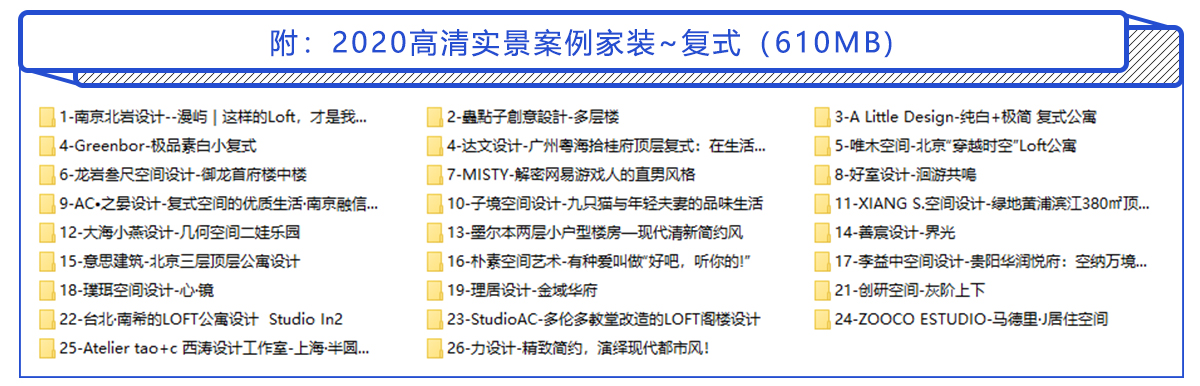 附：2020高清实景案例家装~复式（610MB）
1-南京北岩设计--漫屿 | 这样的Loft，才是我...
2-蟲點子創意設計-多层楼
3-A Little Design-纯白+极简 复式公寓
4-Greenbor-极品素白小复式
4-达文设计-广州粤海拾桂府顶层复式：在生活...
5-唯木空间-北京“穿越时空”Loft公寓
6-龙岩叁尺空间设计-御龙首府楼中楼
7-MISTY-解密网易游戏人的直男风格
8-好室设计-洄游共鳴
9-AC•之晏设计-复式空间的优质生活·南京融信...
10-子境空间设计-九只猫与年轻夫妻的品味生活
11-XIANG S.空间设计-绿地黄浦滨江380㎡顶...
12-大海小燕设计-几何空间二娃乐园
13-墨尔本两层小户型楼房—现代清新简约风
14-善宸设计-界光
15-意思建筑-北京三层顶层公寓设计
16-朴素空间艺术-有种爱叫做“好吧，听你的!”
17-李益中空间设计-贵阳华润悦府：空纳万境...
18-璞珥空间设计-心·镜
19-理居设计-金域华府
21-创研空间-灰阶上下
22-台北·南希的LOFT公寓设计  Studio In2
23-StudioAC-多伦多教堂改造的LOFT阁楼设计
24-ZOOCO ESTUDIO-马德里·J居住空间
25-Atelier tao+c 西涛设计工作室-上海·半圆...
26-力设计-精致简约，演绎现代都市风！